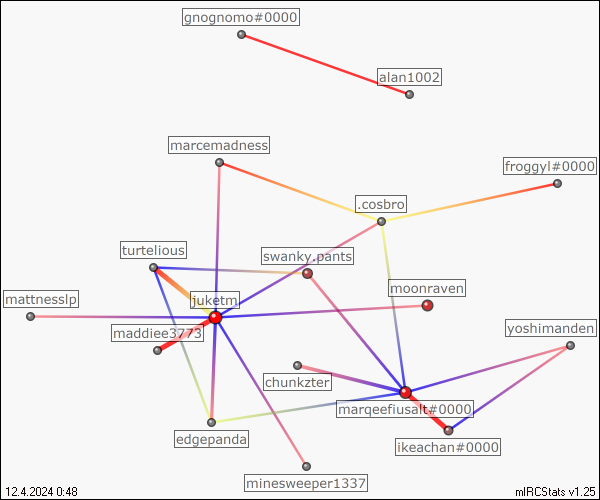 gnognomo#0000
alan1002
marcemadness
froggyl#0000
.cosbro
turtelious
swanky.pants
moonraven
juketm
mattnesslp
maddiee3773
yoshimanden
chunkzter
marqeefiusalt#0000
edgepanda
ikeachan#0000
minesweeper1337
12.4.2024 0:48
mIRCStats v1.25